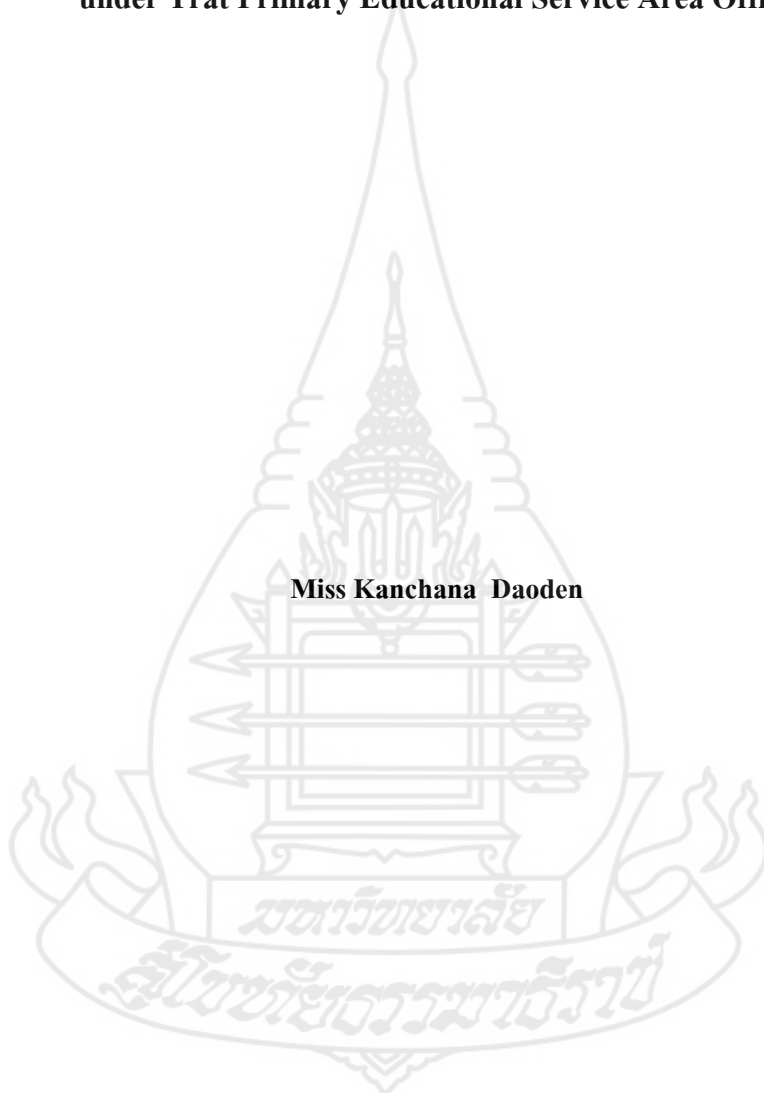 under Trat Primary Educational Service Area
Miss Kanchana Daoden
มหาวิทยาลัย
สุโขทัยธรรมาธิราช